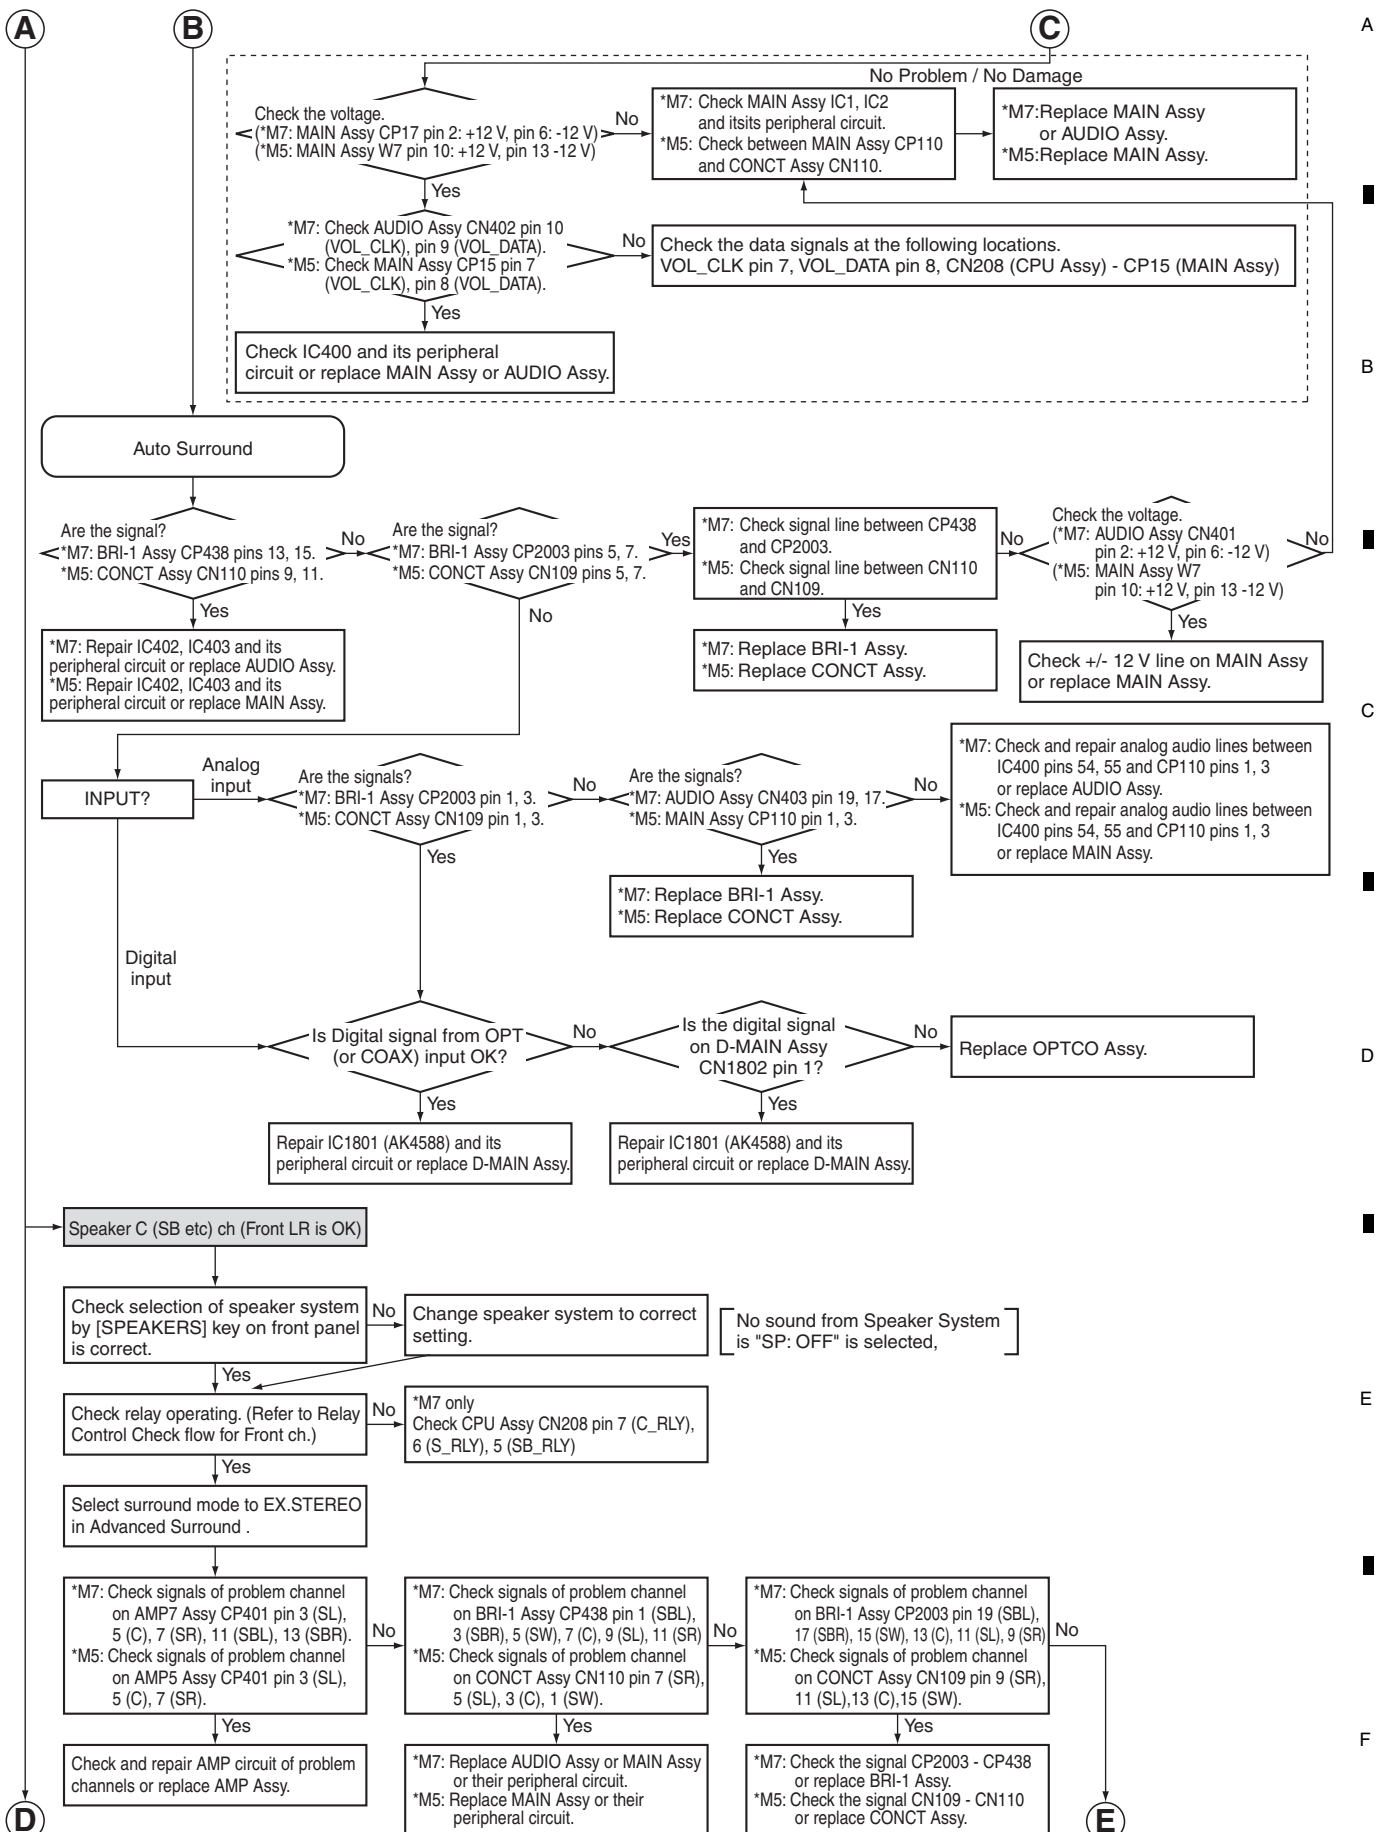 A
B
C
A
No Problem / No Damage
Check the voltage.
(*M7: MAIN Assy CP17 pin 2: +12 V, pin 6: -12 V)
(*M5: MAIN Assy W7 pin 10: +12 V, pin 13 -12 V)
No
*M7: Check MAIN Assy IC1, IC2
and itsits peripheral circuit.
*M5: Check between MAIN Assy CP110
and CONCT Assy CN110.
*M7:Replace MAIN Assy
or AUDIO Assy.
*M5:Replace MAIN Assy.
Yes
*M7: Check AUDIO Assy CN402 pin 10
(VOL_CLK), pin 9 (VOL_DATA).
*M5: Check MAIN Assy CP15 pin 7
(VOL_CLK), pin 8 (VOL_DATA).
No
Check the data signals at the following locations.
VOL_CLK pin 7, VOL_DATA pin 8, CN208 (CPU Assy) - CP15 (MAIN Assy)
Yes
Check IC400 and its peripheral
circuit or replace MAIN Assy or AUDIO Assy.
B
Auto Surround
Are the signal?
*M7: BRI-1 Assy CP438 pins 13, 15.
*M5: CONCT Assy CN110 pins 9, 11.
No
Are the signal?
*M7: BRI-1 Assy CP2003 pins 5, 7.
*M5: CONCT Assy CN109 pins 5, 7.
Yes
*M7: Check signal line between CP438
and CP2003.
*M5: Check signal line between CN110
and CN109.
No
Check the voltage.
(*M7: AUDIO Assy CN401
pin 2: +12 V, pin 6: -12 V)
(*M5: MAIN Assy W7
pin 10: +12 V, pin 13 -12 V)
No
Yes
No
Yes
Yes
*M7: Repair IC402, IC403 and its
peripheral circuit or replace AUDIO Assy.
*M5: Repair IC402, IC403 and its
peripheral circuit or replace MAIN Assy.
*M7: Replace BRI-1 Assy.
*M5: Replace CONCT Assy.
Check +/- 12 V line on MAIN Assy
or replace MAIN Assy.
C
INPUT?
Analog
input
Are the signals?
*M7: BRI-1 Assy CP2003 pin 1, 3.
*M5: CONCT Assy CN109 pin 1, 3.
No
Are the signals?
*M7: AUDIO Assy CN403 pin 19, 17.
*M5: MAIN Assy CP110 pin 1, 3.
No
*M7: Check and repair analog audio lines between
IC400 pins 54, 55 and CP110 pins 1, 3
or replace AUDIO Assy.
*M5: Check and repair analog audio lines between
IC400 pins 54, 55 and CP110 pins 1, 3
or replace MAIN Assy.
Yes
Yes
*M7: Replace BRI-1 Assy.
*M5: Replace CONCT Assy.
Digital
input
Is Digital signal from OPT
(or COAX) input OK?
No
Is the digital signal
on D-MAIN Assy
CN1802 pin 1?
No
Replace OPTCO Assy.
D
Yes
Yes
Repair IC1801 (AK4588) and its
peripheral circuit or replace D-MAIN Assy.
Repair IC1801 (AK4588) and its
peripheral circuit or replace D-MAIN Assy.
Speaker C (SB etc) ch (Front LR is OK)
Check selection of speaker system
by [SPEAKERS] key on front panel
is correct.
No
Change speaker system to correct
setting.
No sound from Speaker System
is "SP: OFF" is selected,
Yes
Check relay operating. (Refer to Relay
Control Check flow for Front ch.)
No
*M7 only
Check CPU Assy CN208 pin 7 (C_RLY),
6 (S_RLY), 5 (SB_RLY)
E
Yes
Select surround mode to EX.STEREO
in Advanced Surround .
*M7: Check signals of problem channel
on AMP7 Assy CP401 pin 3 (SL),
5 (C), 7 (SR), 11 (SBL), 13 (SBR).
*M5: Check signals of problem channel
on AMP5 Assy CP401 pin 3 (SL),
5 (C), 7 (SR).
No
*M7: Check signals of problem channel
on BRI-1 Assy CP438 pin 1 (SBL),
3 (SBR), 5 (SW), 7 (C), 9 (SL), 11 (SR)
*M5: Check signals of problem channel
on CONCT Assy CN110 pin 7 (SR),
5 (SL), 3 (C), 1 (SW).
No
*M7: Check signals of problem channel
on BRI-1 Assy CP2003 pin 19 (SBL),
17 (SBR), 15 (SW), 13 (C), 11 (SL), 9 (SR)
*M5: Check signals of problem channel
on CONCT Assy CN109 pin 9 (SR),
11 (SL),13 (C),15 (SW).
No
Yes
Yes
Yes
Check and repair AMP circuit of problem
channels or replace AMP Assy.
*M7: Replace AUDIO Assy or MAIN Assy
or their peripheral circuit.
*M5: Replace MAIN Assy or their
peripheral circuit.
*M7: Check the signal CP2003 - CP438
or replace BRI-1 Assy.
*M5: Check the signal CN109 - CN110
or replace CONCT Assy.
F
D
E